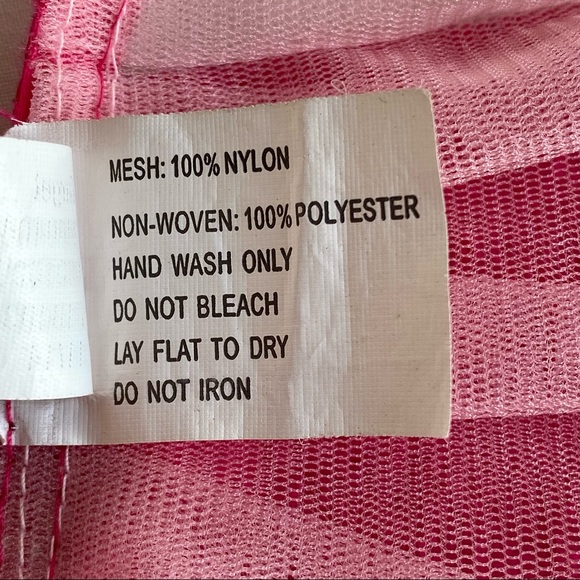 MESH: 100% NYLON
NON-WOVEN: 100% POLYESTER
HAND WASH ONLY
DO NOT BLEACH
LAY FLAT TO DRY
DO NOT IRON